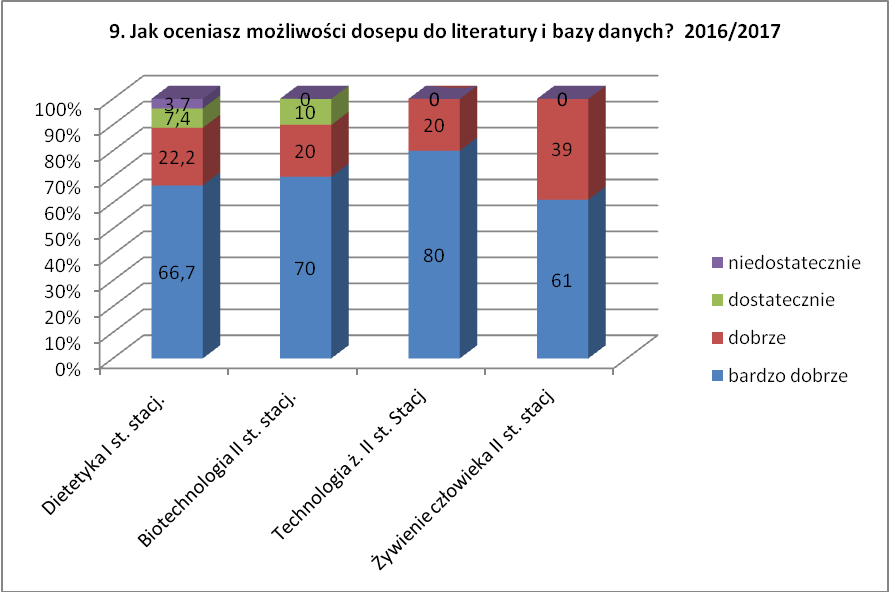 9. Jak oceniasz możliwości dosepu do literatury i bazy danych?  2016/2017
100%
90%
80%
70%
60%
50%
40%
30%
20%
10%
0%
3,7
7,4
22,2
66,7
0
10
20
70
0
20
80
0
39
61
Dietetyka I st. stacj.
Biotechnologia II st. stacj.
Technologia ż. II st. Stacj
Żywienie człowieka II st. stacj
niedostatecznie
dostatecznie
dobrze
bardzo dobrze